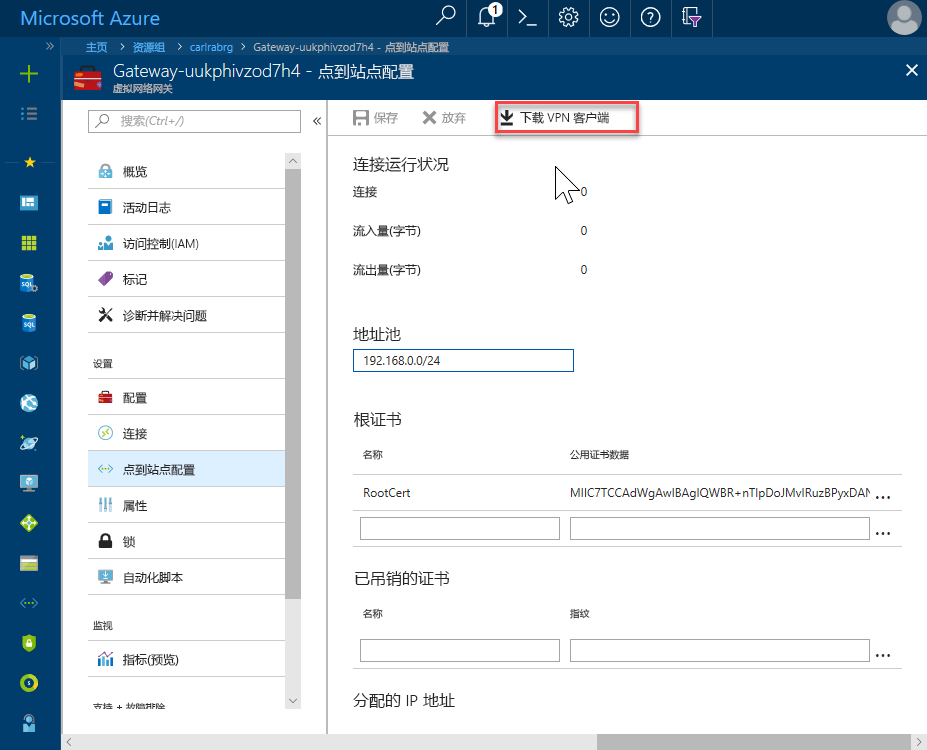 Microsoft Azure
1
主页 > 资源组 > carlrabrg > Gateway-uukphivzod7h4 - 点到站点配置
Gateway-uukphivzod7h4 - 点到站点配置
虚拟网络网关
搜索(Ctrl+/)
概览
活动日志
访问控制(IAM)
标记
诊断并解决问题
设置
配置
连接
点到站点配置
属性
锁
自动化脚本
监视
指标(预览)
支持 + 故障排除
保存
放弃
下载 VPN 客户端
连接运行状况
连接 0
流入量(字节) 0
流出量(字节) 0
地址池
192.168.0.0/24
根证书
名称 公用证书数据
RootCert MIIC7TCCAdWgAwIBAgIQWBR+nTlpDoJMvlRuzBPyxDAN ...
...
已吊销的证书
名称 指纹
...
分配的 IP 地址